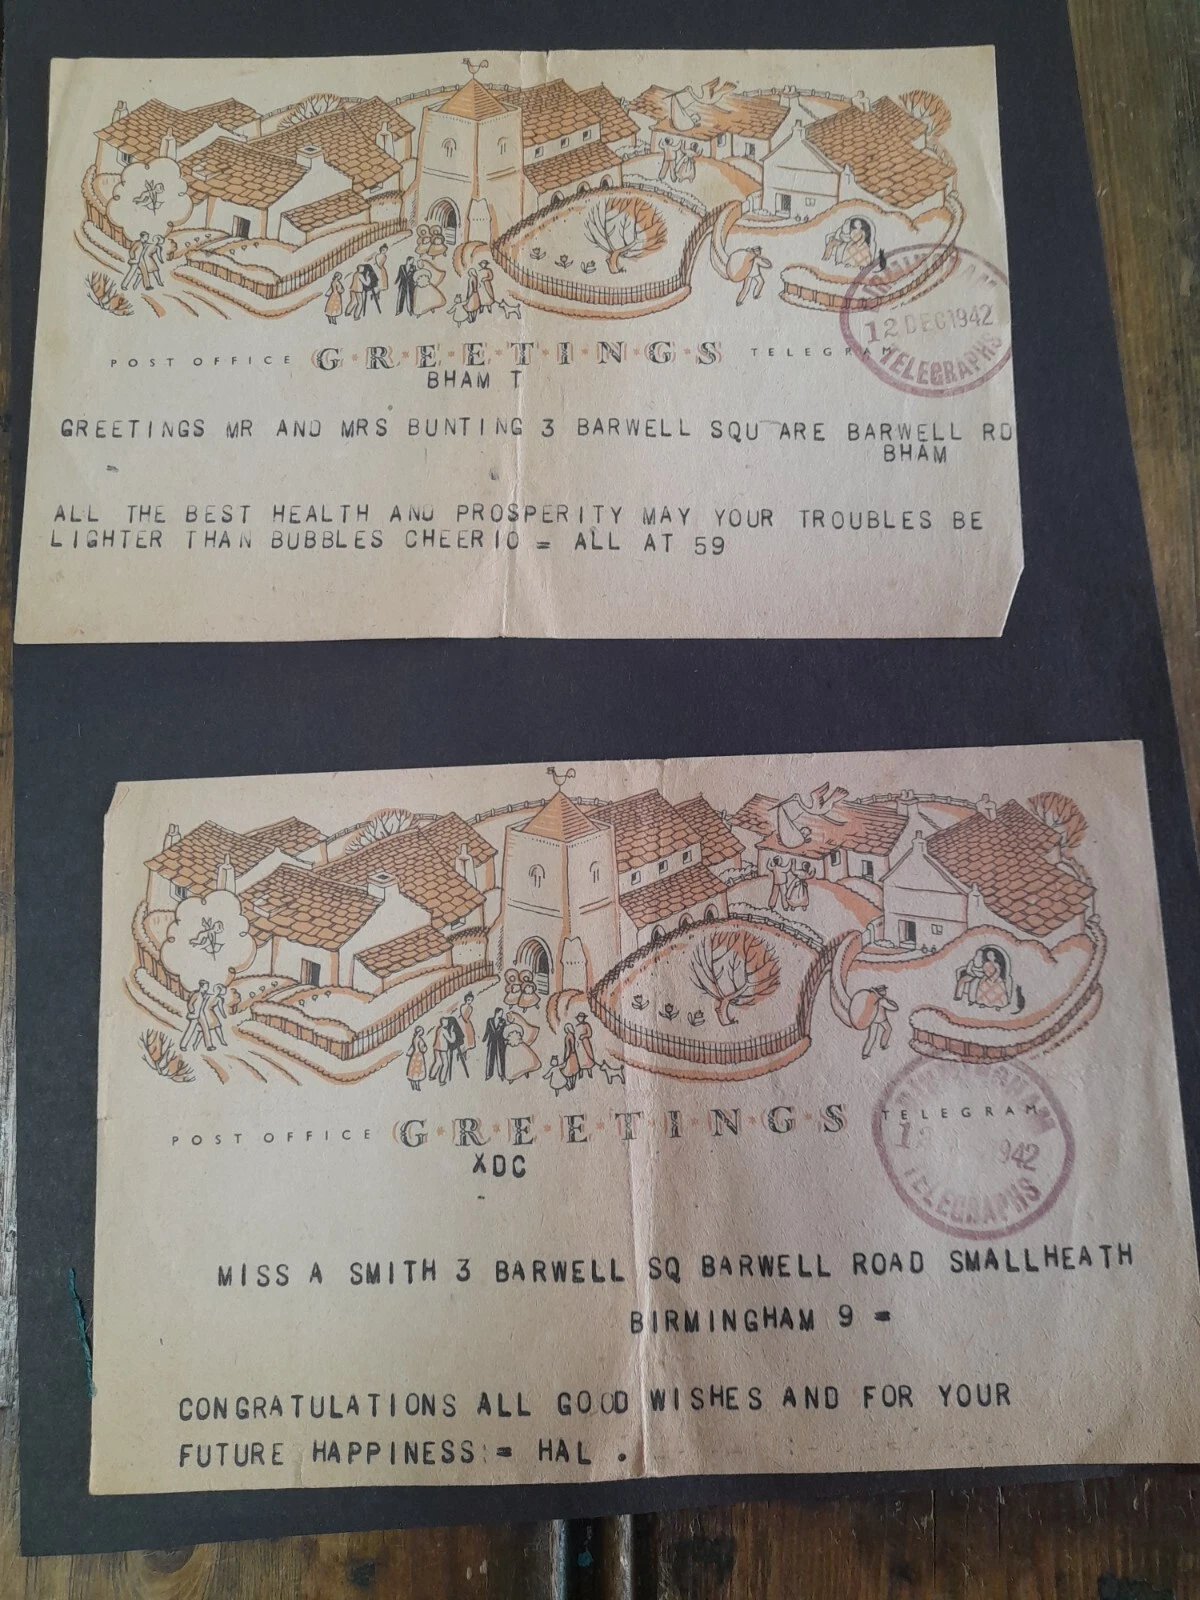 POST OFFICE GREETINGS TELEGRAM
BIRMINGHAM
12 DEC 1942
TELEGRAPHS
BHAM T
GREETINGS MR AND MRS BUNTING 3 BARWELL SQU ARE BARWELL RD
BHAM
ALL THE BEST HEALTH AND PROSPERITY MAY YOUR TROUBLES BE
LIGHTER THAN BUBBLES CHEERIO = ALL AT 59
POST OFFICE GREETINGS TELEGRAM
1942
TELEGRAPHS
XDC
MISS A SMITH 3 BARWELL SQ BARWELL ROAD SMALLHEATH
BIRMINGHAM 9 =
CONGRATULATIONS ALL GOOD WISHES AND FOR YOUR
FUTURE HAPPINESS = HAL .